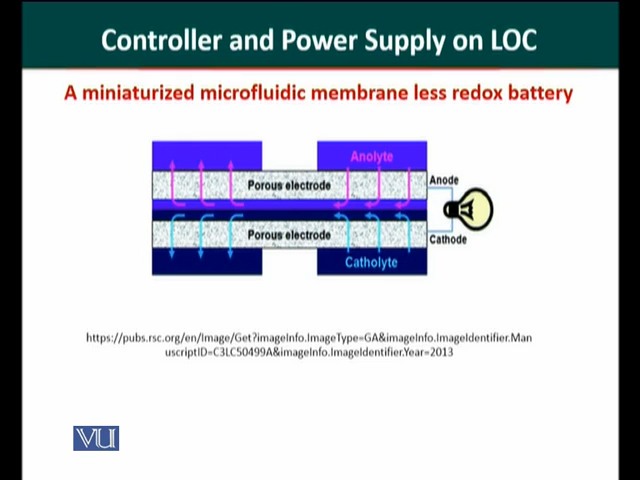 Controller and Power Supply on LOC
A miniaturized microfluidic membrane less redox battery
Anolyte
Anode
Porous electrode
Porous electrode
Cathode
Catholyte
https://pubs.rsc.org/en/Image/Get?imageInfo.ImageType=GA&imageInfo.ImageIdentifier.Man
uscriptID=C3LC50499A&imageInfo.ImageIdentifier.Year=2013
VU